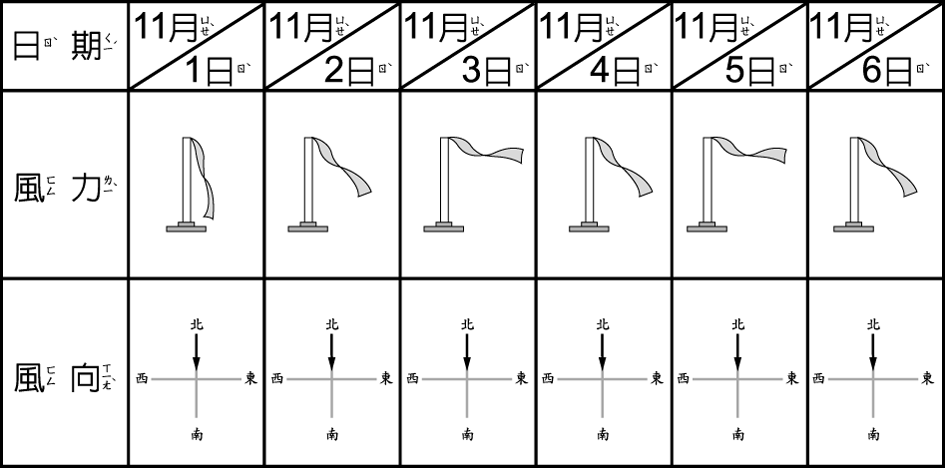 日ㄖˋ期ㄑㄧˊ 11月ㄩㄝˋ1日ㄖˋ 11月ㄩㄝˋ2日ㄖˋ 11月ㄩㄝˋ3日ㄖˋ 11月ㄩㄝˋ4日ㄖˋ 11月ㄩㄝˋ5日ㄖˋ 11月ㄩㄝˋ6日ㄖˋ
風ㄈㄥ力ㄌㄧˋ
風ㄈㄥ向ㄒㄧㄤˋ
北 北 北 北 北 北
西 東 西 東 西 東 西 東 西 東 西 東
南 南 南 南 南 南